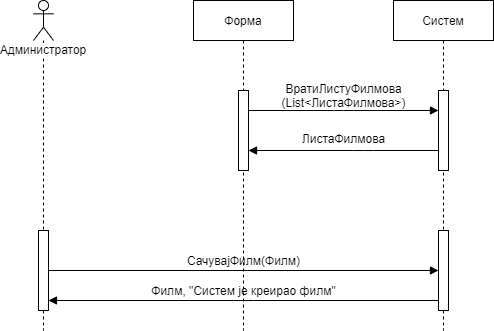 Администратор
Форма
Систем
ВратиЛистуФилмова
(List<ЛистаФилмова>)
ЛистаФилмова
СачувајФилм(Филм)
Филм, "Систем је креирао филм"